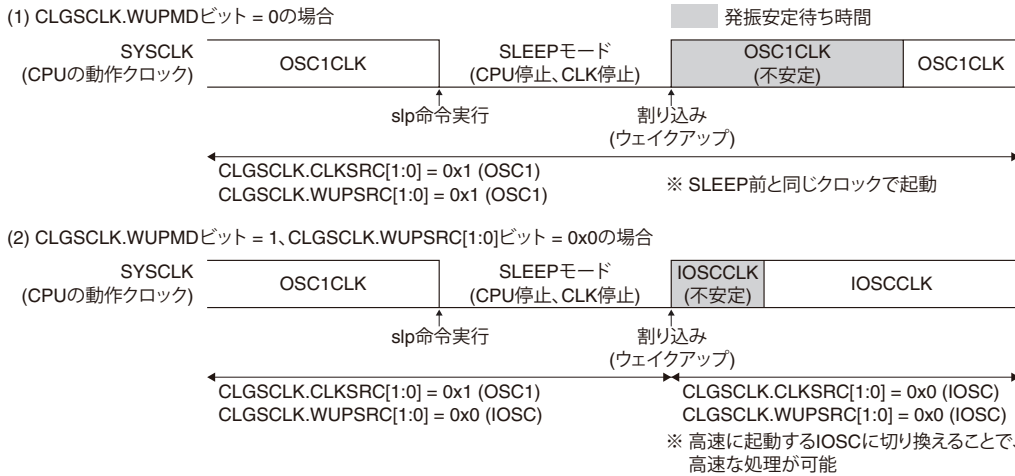 (1) CLGSCLK.WUPMDビット = 0の場合
発振安定待ち時間
SYSCLK
(CPUの動作クロック)
OSC1CLK
SLEEPモード
(CPU停止、CLK停止)
OSC1CLK
(不安定)
OSC1CLK
slp命令実行
割り込み
(ウェイクアップ)
CLGSCLK.CLKSRC[1:0] = 0x1 (OSC1)
CLGSCLK.WUPSRC[1:0] = 0x1 (OSC1)
※ SLEEP前と同じクロックで起動
(2) CLGSCLK.WUPMDビット = 1、CLGSCLK.WUPSRC[1:0]ビット = 0x0の場合
SYSCLK
(CPUの動作クロック)
OSC1CLK
SLEEPモード
(CPU停止、CLK停止)
IOSCCLK
(不安定)
IOSCCLK
slp命令実行
割り込み
(ウェイクアップ)
CLGSCLK.CLKSRC[1:0] = 0x1 (OSC1)
CLGSCLK.WUPSRC[1:0] = 0x0 (IOSC)
CLGSCLK.CLKSRC[1:0] = 0x0 (IOSC)
CLGSCLK.WUPSRC[1:0] = 0x0 (IOSC)
※ 高速に起動するIOSCに切り換えることで、
高速な処理が可能